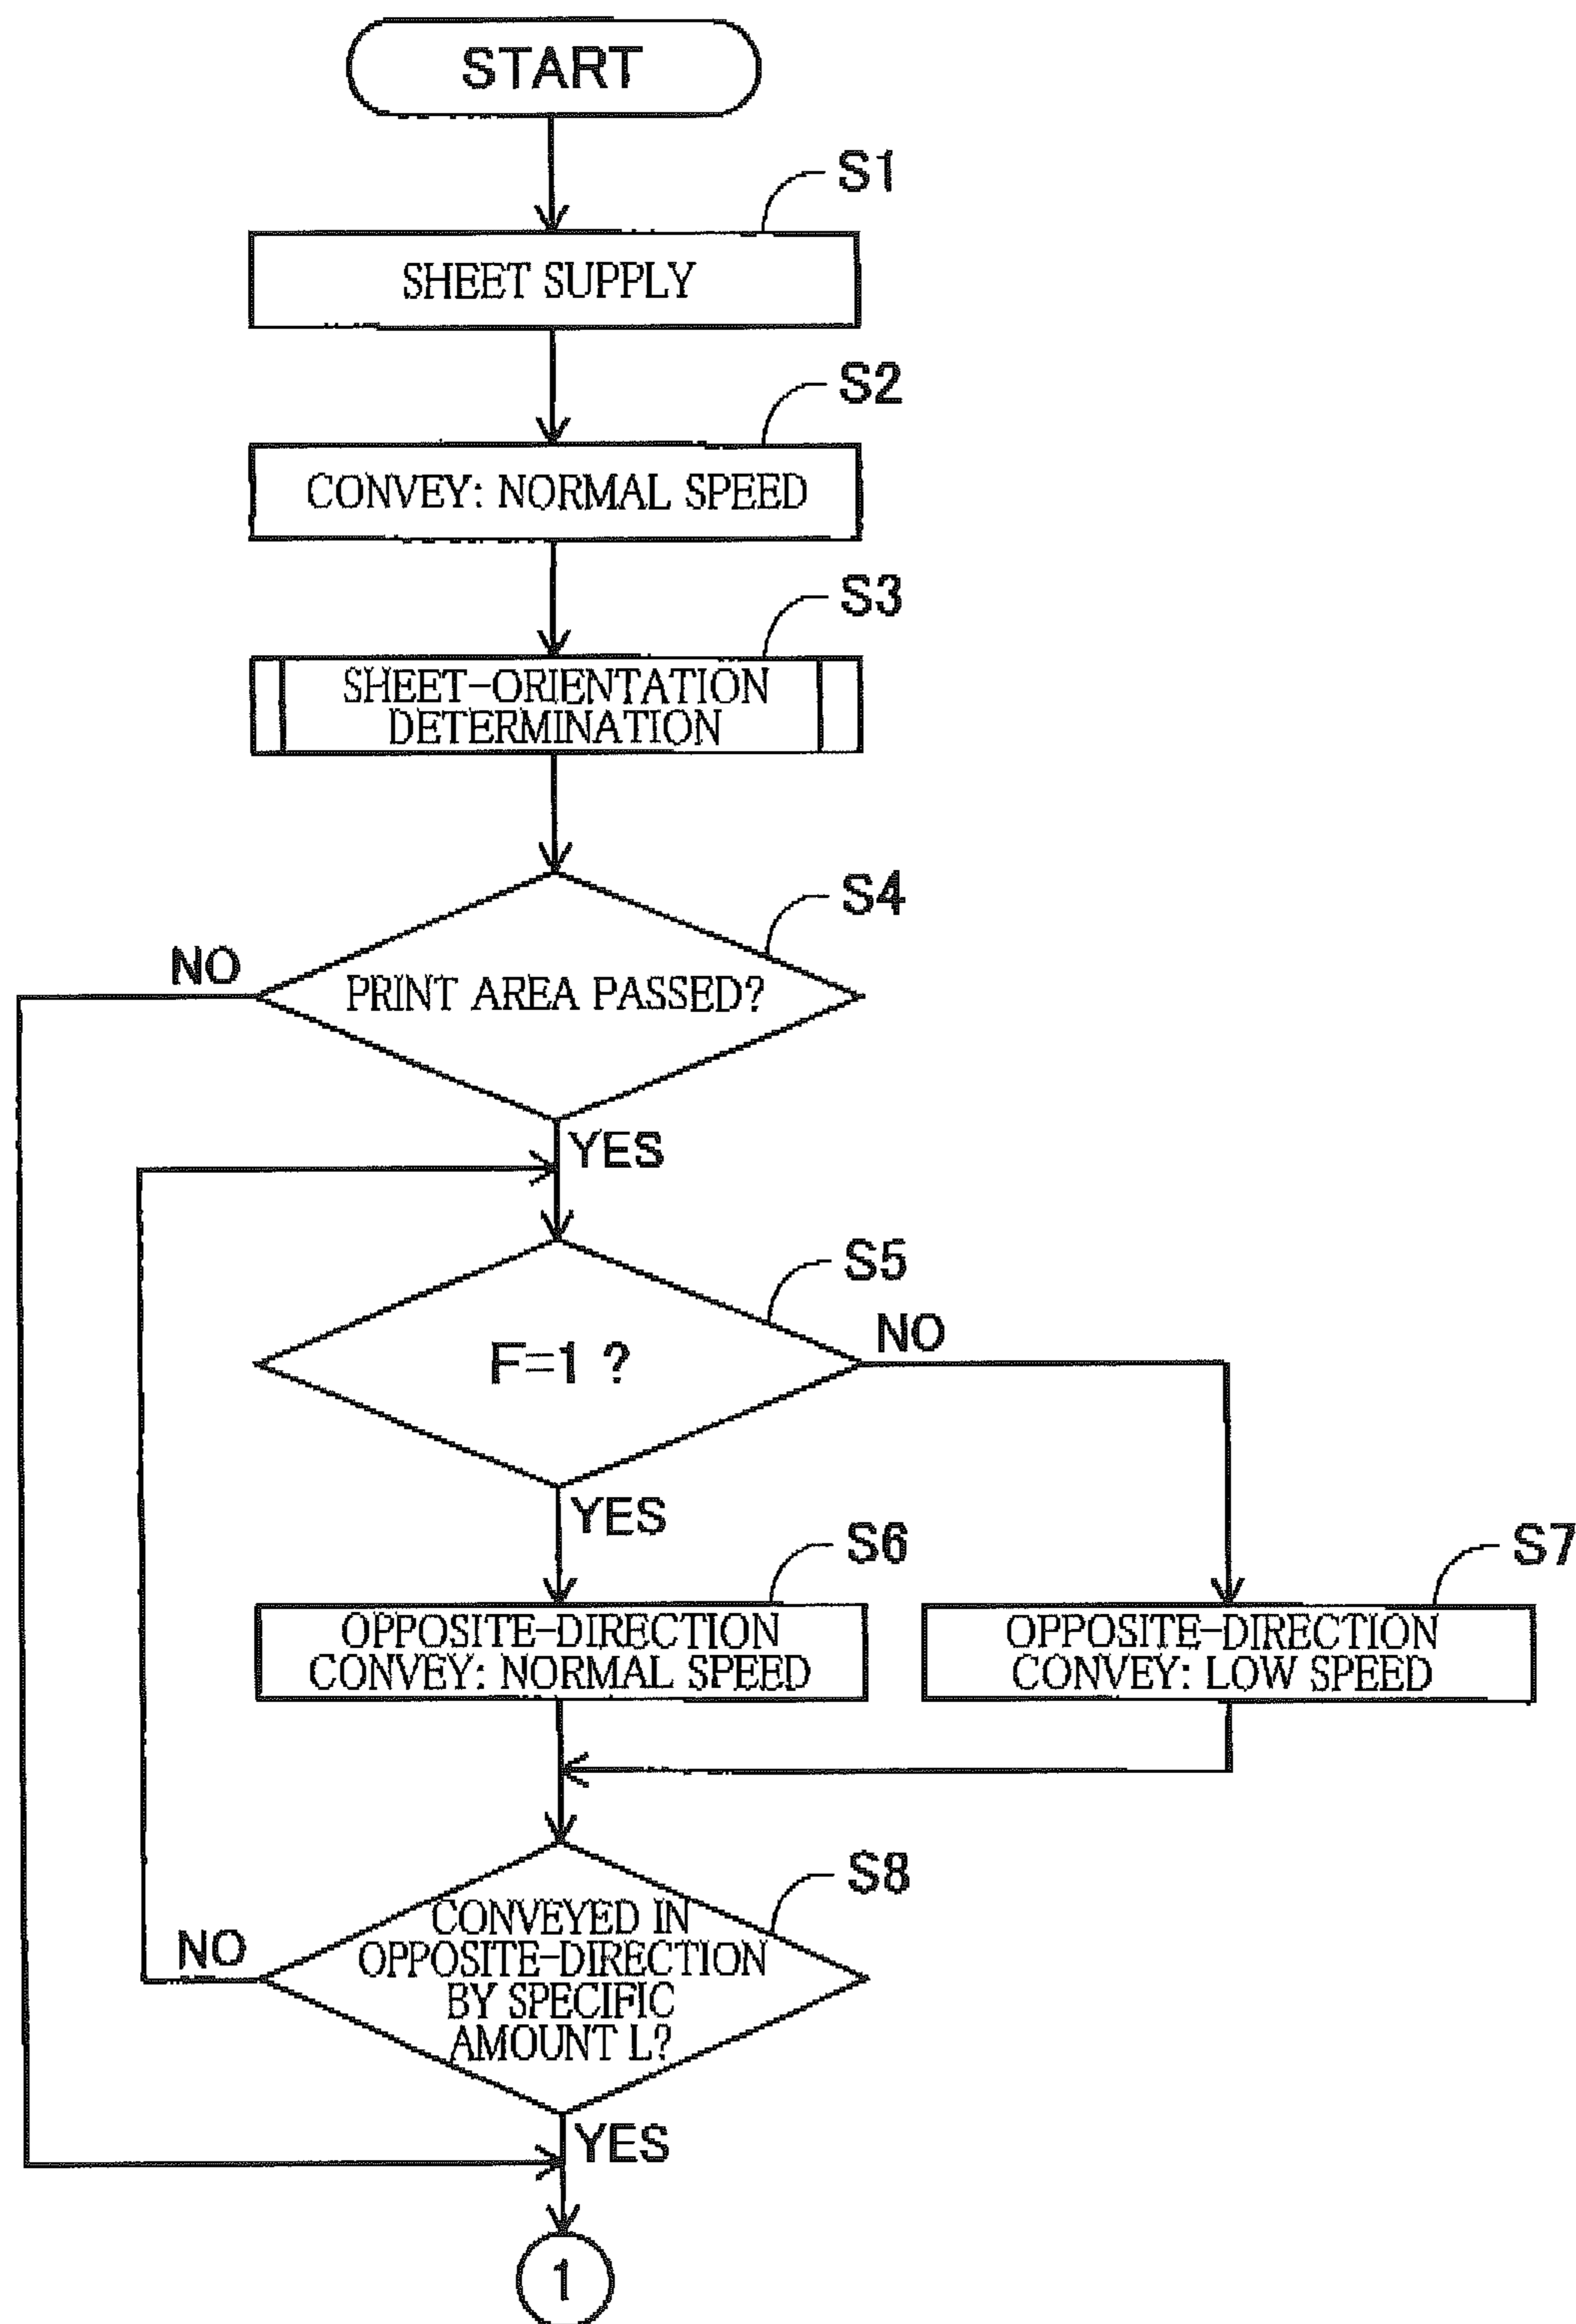 START
S1
SHEET SUPPLY
S2
CONVEY: NORMAL SPEED
S3
SHEET-ORIENTATION
DETERMINATION
S4
NO
PRINT AREA PASSED?
YES
S5
NO
F=1 ?
YES
S6
S7
OPPOSITE-DIRECTION
CONVEY: NORMAL SPEED
OPPOSITE-DIRECTION
CONVEY: LOW SPEED
S8
NO
CONVEYED IN
OPPOSITE-DIRECTION
BY SPECIFIC
AMOUNT L?
YES
1